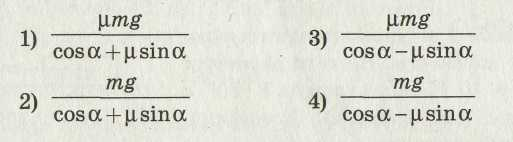 1) μmg / (cosα+μsinα)
3) μmg / (cosα−μsinα)
2) mg / (cosα+μsinα)
4) mg / (cosα−μsinα)